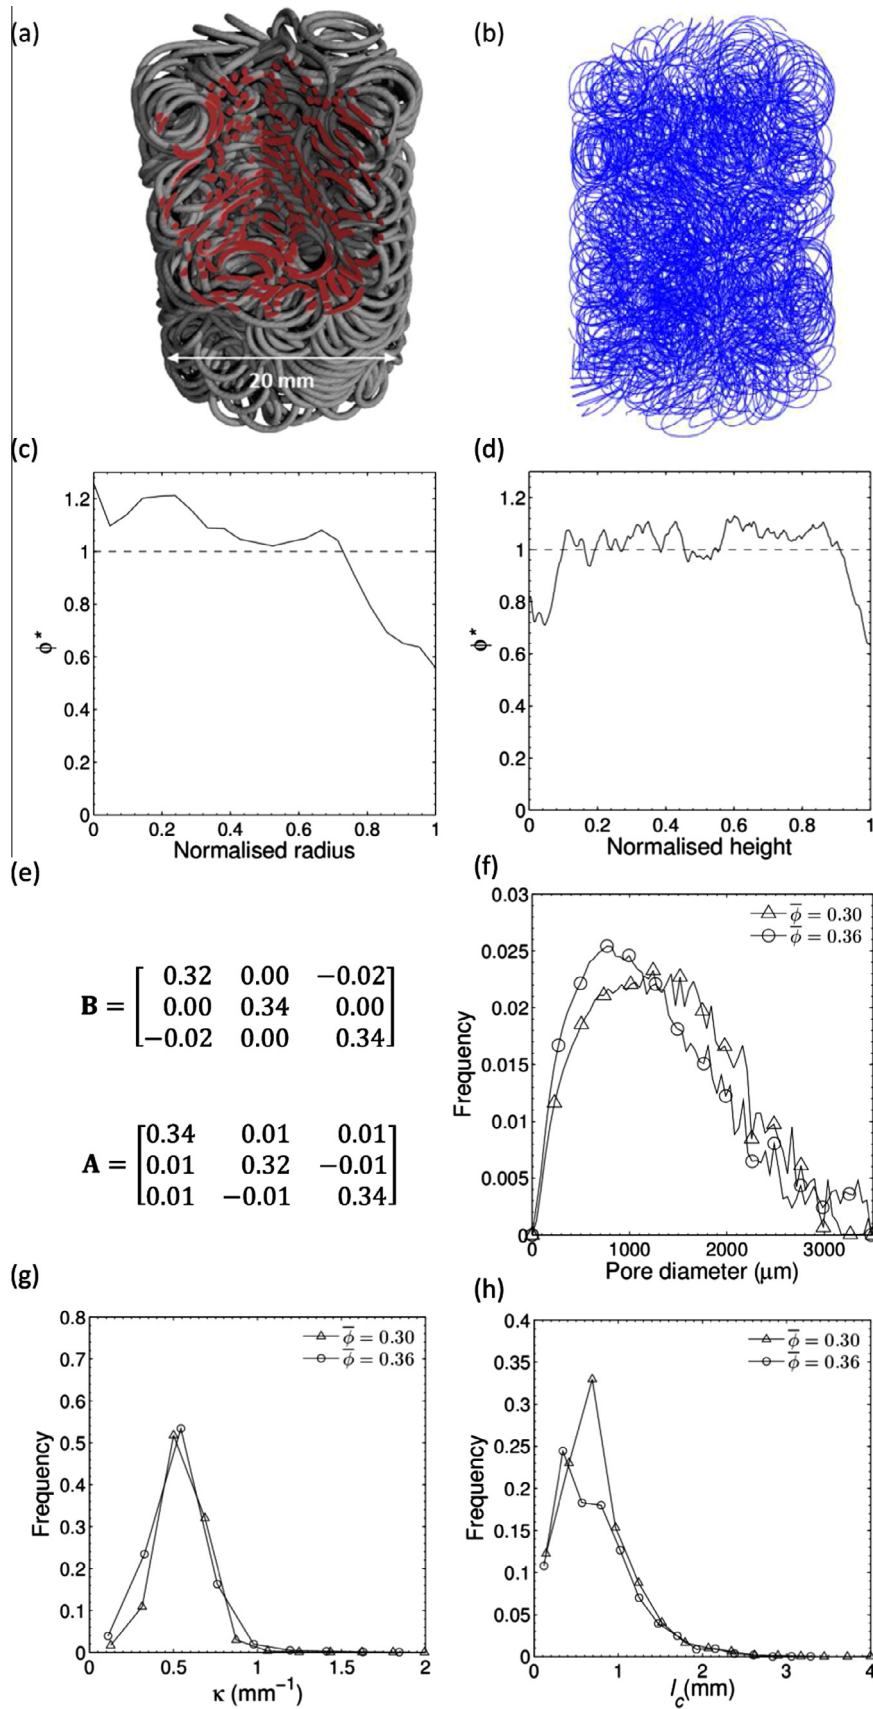 (a)
(b)
20 mm
(c)
(d)
1.2
1
0.8
0.6
0.4
0.2
0
ϕ*
0 0.2 0.4 0.6 0.8 1
Normalised radius
1.2
1
0.8
0.6
0.4
0.2
0
ϕ*
0 0.2 0.4 0.6 0.8 1
Normalised height
(e)
B = [ 0.32 0.00 −0.02
0.00 0.34 0.00
−0.02 0.00 0.34 ]
A = [ 0.34 0.01 0.01
0.01 0.32 −0.01
0.01 −0.01 0.34 ]
(f)
0.03
0.025
0.02
0.015
0.01
0.005
0
Frequency
ϕ̅ = 0.30
ϕ̅ = 0.36
0 1000 2000 3000
Pore diameter (μm)
(g)
0.8
0.7
0.6
0.5
0.4
0.3
0.2
0.1
0
Frequency
ϕ̅ = 0.30
ϕ̅ = 0.36
0 0.5 1 1.5 2
κ (mm⁻¹)
(h)
0.4
0.35
0.3
0.25
0.2
0.15
0.1
0.05
0
Frequency
ϕ̅ = 0.30
ϕ̅ = 0.36
0 1 2 3 4
l_c(mm)